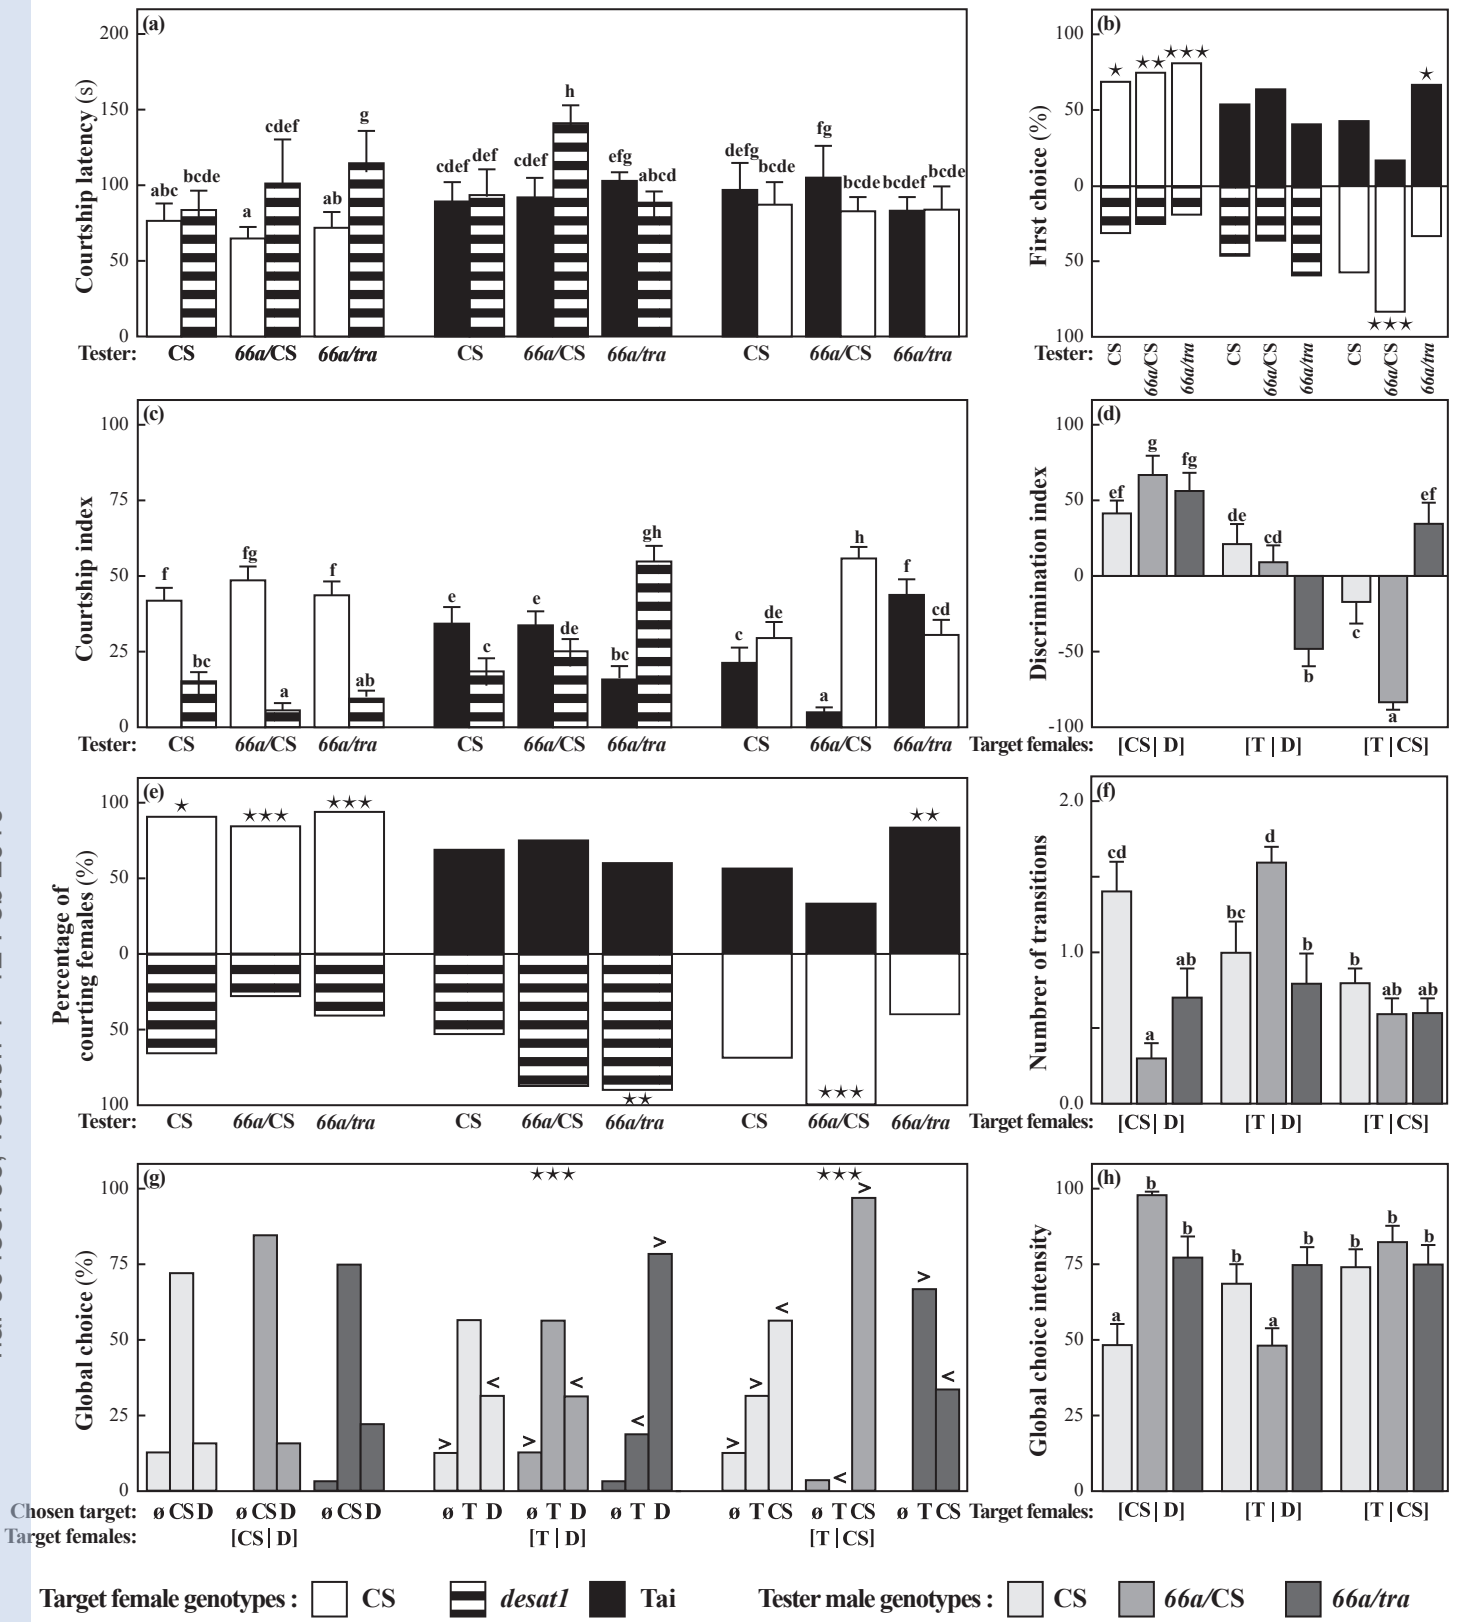 (a)
200
150
100
50
0
Courtship latency (s)
abc bcde a cdef ab g
cdef def cdef h efg abcd
defg bcde fg bcde bcdef bcde
Tester: CS 66a/CS 66a/tra CS 66a/CS 66a/tra CS 66a/CS 66a/tra
(b)
100
50
0
50
100
First choice (%)
★ ★★ ★★★ ★
★★★
Tester: CS 66a/CS 66a/tra CS 66a/CS 66a/tra CS 66a/CS 66a/tra
(c)
100
75
50
25
0
Courtship index
f bc fg a f ab
e c e de bc gh
c de a h f cd
Tester: CS 66a/CS 66a/tra CS 66a/CS 66a/tra CS 66a/CS 66a/tra
(d)
100
50
0
-50
-100
Discrimination index
ef g fg de cd b c a ef
Target females: [CS | D] [T | D] [T | CS]
(e)
100
50
0
50
100
Percentage of
courting females (%)
★ ★★★ ★★★ ★★
★★ ★★★
Tester: CS 66a/CS 66a/tra CS 66a/CS 66a/tra CS 66a/CS 66a/tra
(f)
2.0
1.0
0.0
Numbrer of transitions
cd a ab bc d b b ab ab
Target females: [CS | D] [T | D] [T | CS]
(g)
100
75
50
25
0
Global choice (%)
★★★ ★★★
> < > < < > > > < < > > <
Chosen target: ø CS D ø CS D ø CS D ø T D ø T D ø T D ø T CS ø T CS ø T CS
Target females: [CS | D] [T | D] [T | CS]
(h)
100
75
50
25
0
Global choice intensity
a b b b a b b b b
Target females: [CS | D] [T | D] [T | CS]
Target female genotypes : CS desat1 Tai
Tester male genotypes : CS 66a/CS 66a/tra